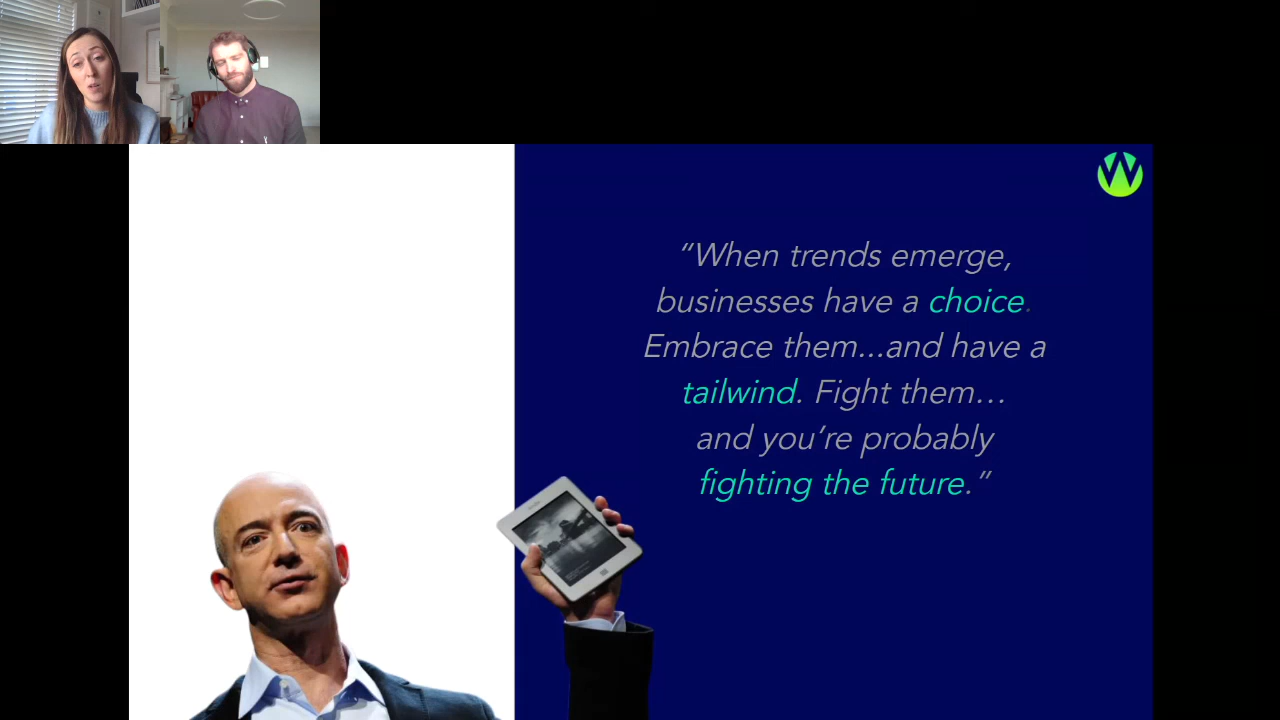 “When trends emerge,
businesses have a choice.
Embrace them...and have a
tailwind. Fight them…
and you’re probably
fighting the future.”